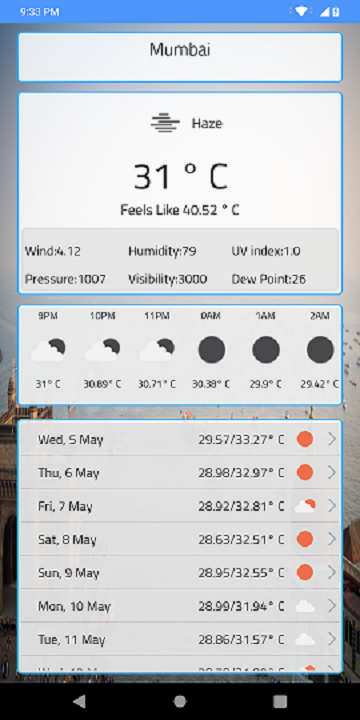 9:33 PM
Mumbai
Haze
31 ° C
Feels Like 40.52 ° C
Wind:4.12 Humidity:79 UV index:1.0
Pressure:1007 Visibility:3000 Dew Point:26
9PM 10PM 11PM 0AM 1AM 2AM
31° C 30.89° C 30.71° C 30.38° C 29.9° C 29.42° C
Wed, 5 May 29.57/33.27° C
Thu, 6 May 28.98/32.97° C
Fri, 7 May 28.92/32.81° C
Sat, 8 May 28.63/32.51° C
Sun, 9 May 28.95/32.55° C
Mon, 10 May 28.99/31.94° C
Tue, 11 May 28.86/31.57° C